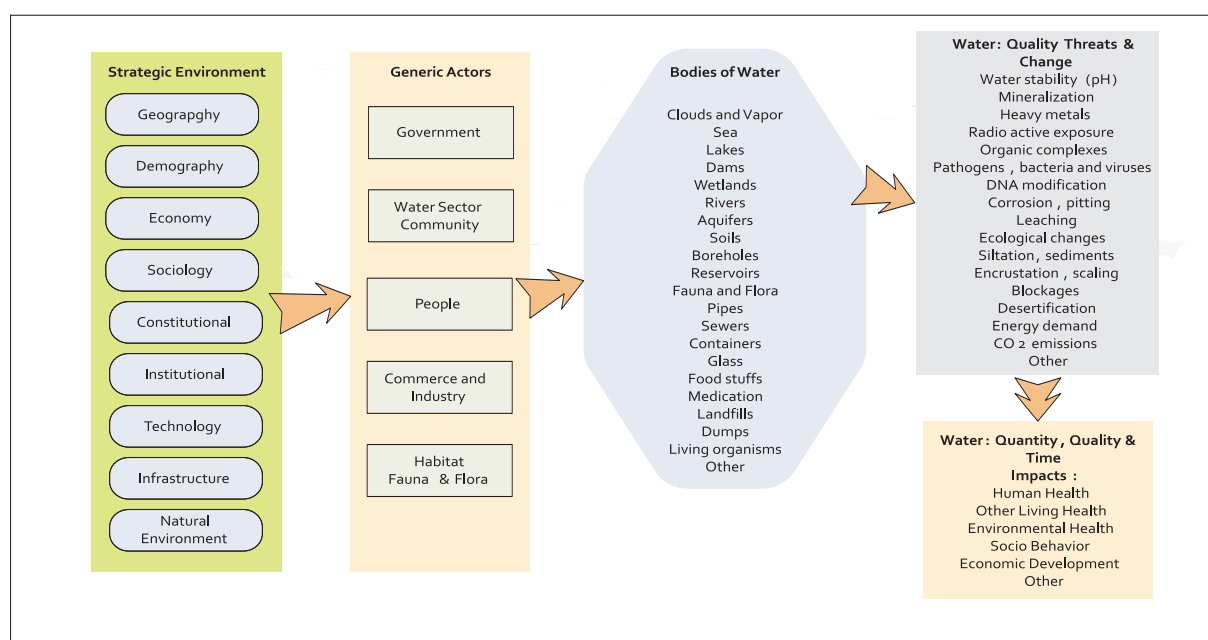 Strategic Environment
Geograpghy
Demography
Economy
Sociology
Constitutional
Institutional
Technology
Infrastructure
Natural
Environment
Generic Actors
Government
Water Sector
Community
People
Commerce and
Industry
Habitat
Fauna & Flora
Bodies of Water
Clouds and Vapor
Sea
Lakes
Dams
Wetlands
Rivers
Aquifers
Soils
Boreholes
Reservoirs
Fauna and Flora
Pipes
Sewers
Containers
Glass
Food stuffs
Medication
Landfills
Dumps
Living organisms
Other
Water: Quality Threats &
Change
Water stability (pH)
Mineralization
Heavy metals
Radio active exposure
Organic complexes
Pathogens , bacteria and viruses
DNA modification
Corrosion , pitting
Leaching
Ecological changes
Siltation, sediments
Encrustation , scaling
Blockages
Desertification
Energy demand
CO 2 emissions
Other
Water: Quantity, Quality &
Time
Impacts :
Human Health
Other Living Health
Environmental Health
Socio Behavior
Economic Development
Other